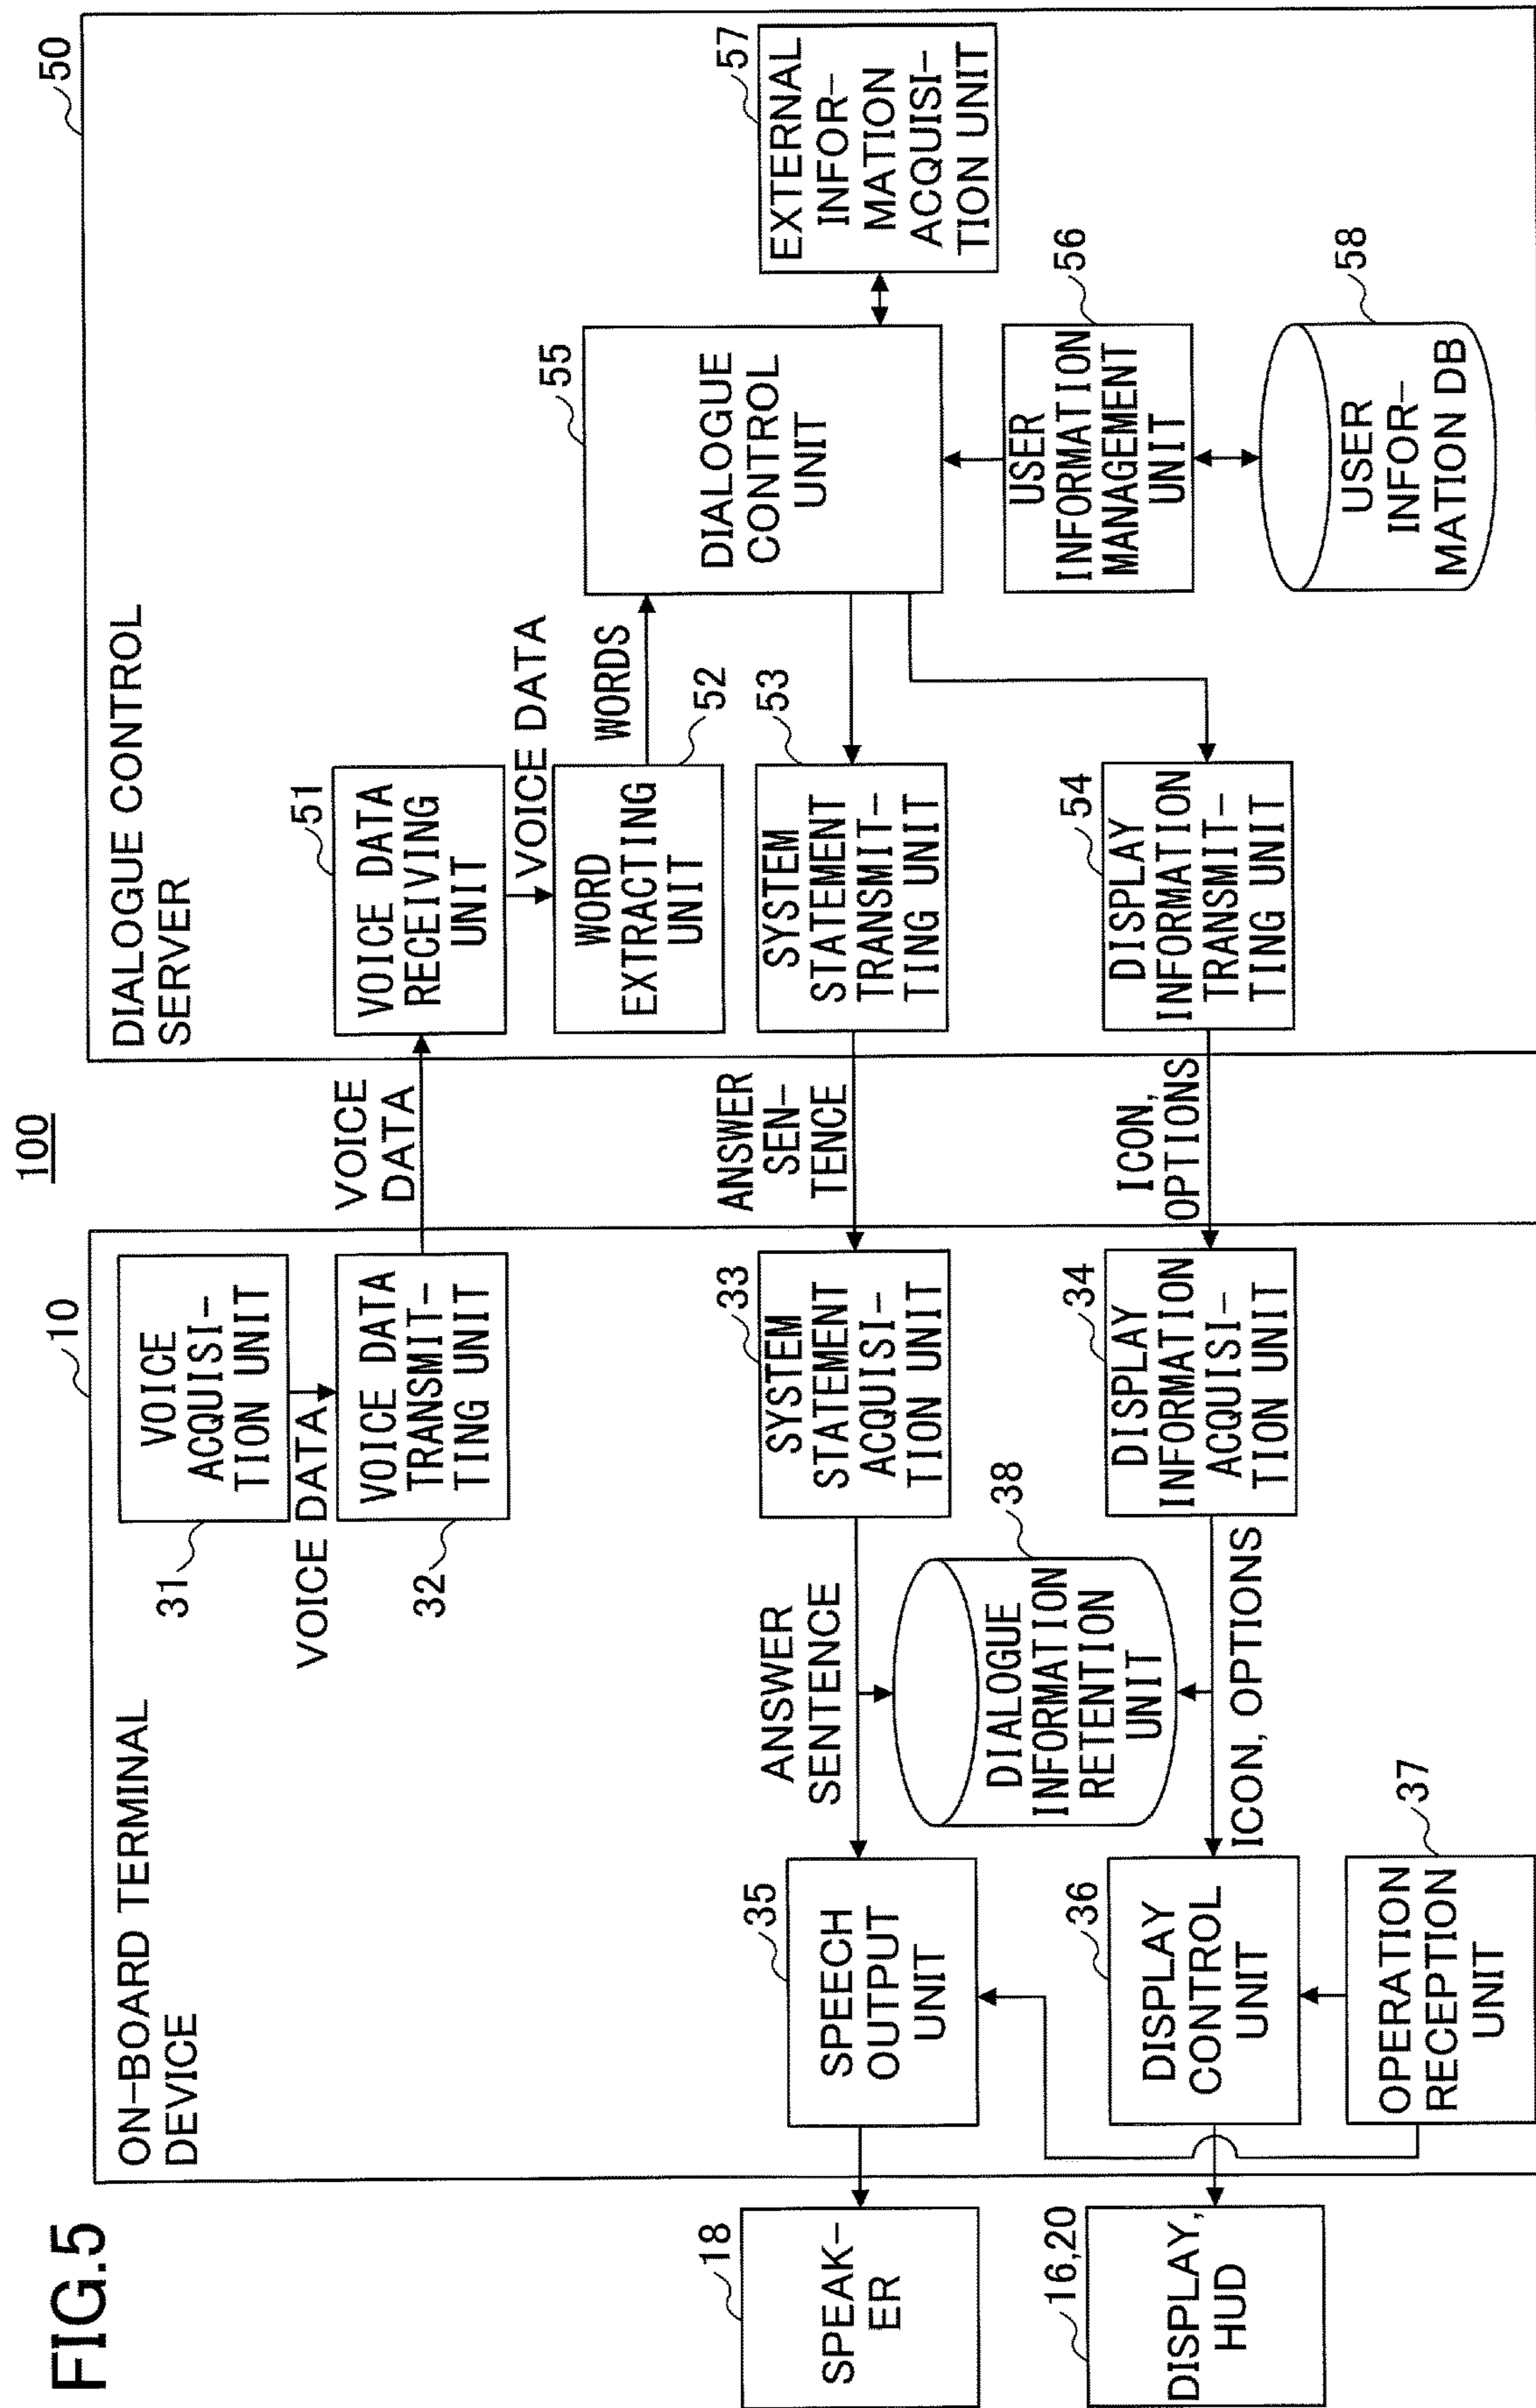 FIG.5
100
10
ON-BOARD TERMINAL
DEVICE
VOICE
ACQUISI-
TION UNIT
31
VOICE DATA
VOICE DATA
TRANSMIT-
TING UNIT
32
VOICE
DATA
18
SPEAK-
ER
35
SPEECH
OUTPUT
UNIT
ANSWER
SENTENCE
33
SYSTEM
STATEMENT
ACQUISI-
TION UNIT
ANSWER
SEN-
TENCE
38
DIALOGUE
INFORMATION
RETENTION
UNIT
16,20
DISPLAY,
HUD
36
DISPLAY
CONTROL
UNIT
ICON, OPTIONS
34
DISPLAY
INFORMATION
ACQUISI-
TION UNIT
ICON,
OPTIONS
37
OPERATION
RECEPTION
UNIT
50
DIALOGUE CONTROL
SERVER
51
VOICE DATA
RECEIVING
UNIT
VOICE DATA
WORD
EXTRACTING
UNIT
52
WORDS
53
SYSTEM
STATEMENT
TRANSMIT-
TING UNIT
54
DISPLAY
INFORMATION
TRANSMIT-
TING UNIT
55
DIALOGUE
CONTROL
UNIT
57
EXTERNAL
INFOR-
MATION
ACQUISI-
TION UNIT
56
USER
INFORMATION
MANAGEMENT
UNIT
58
USER
INFOR-
MATION DB